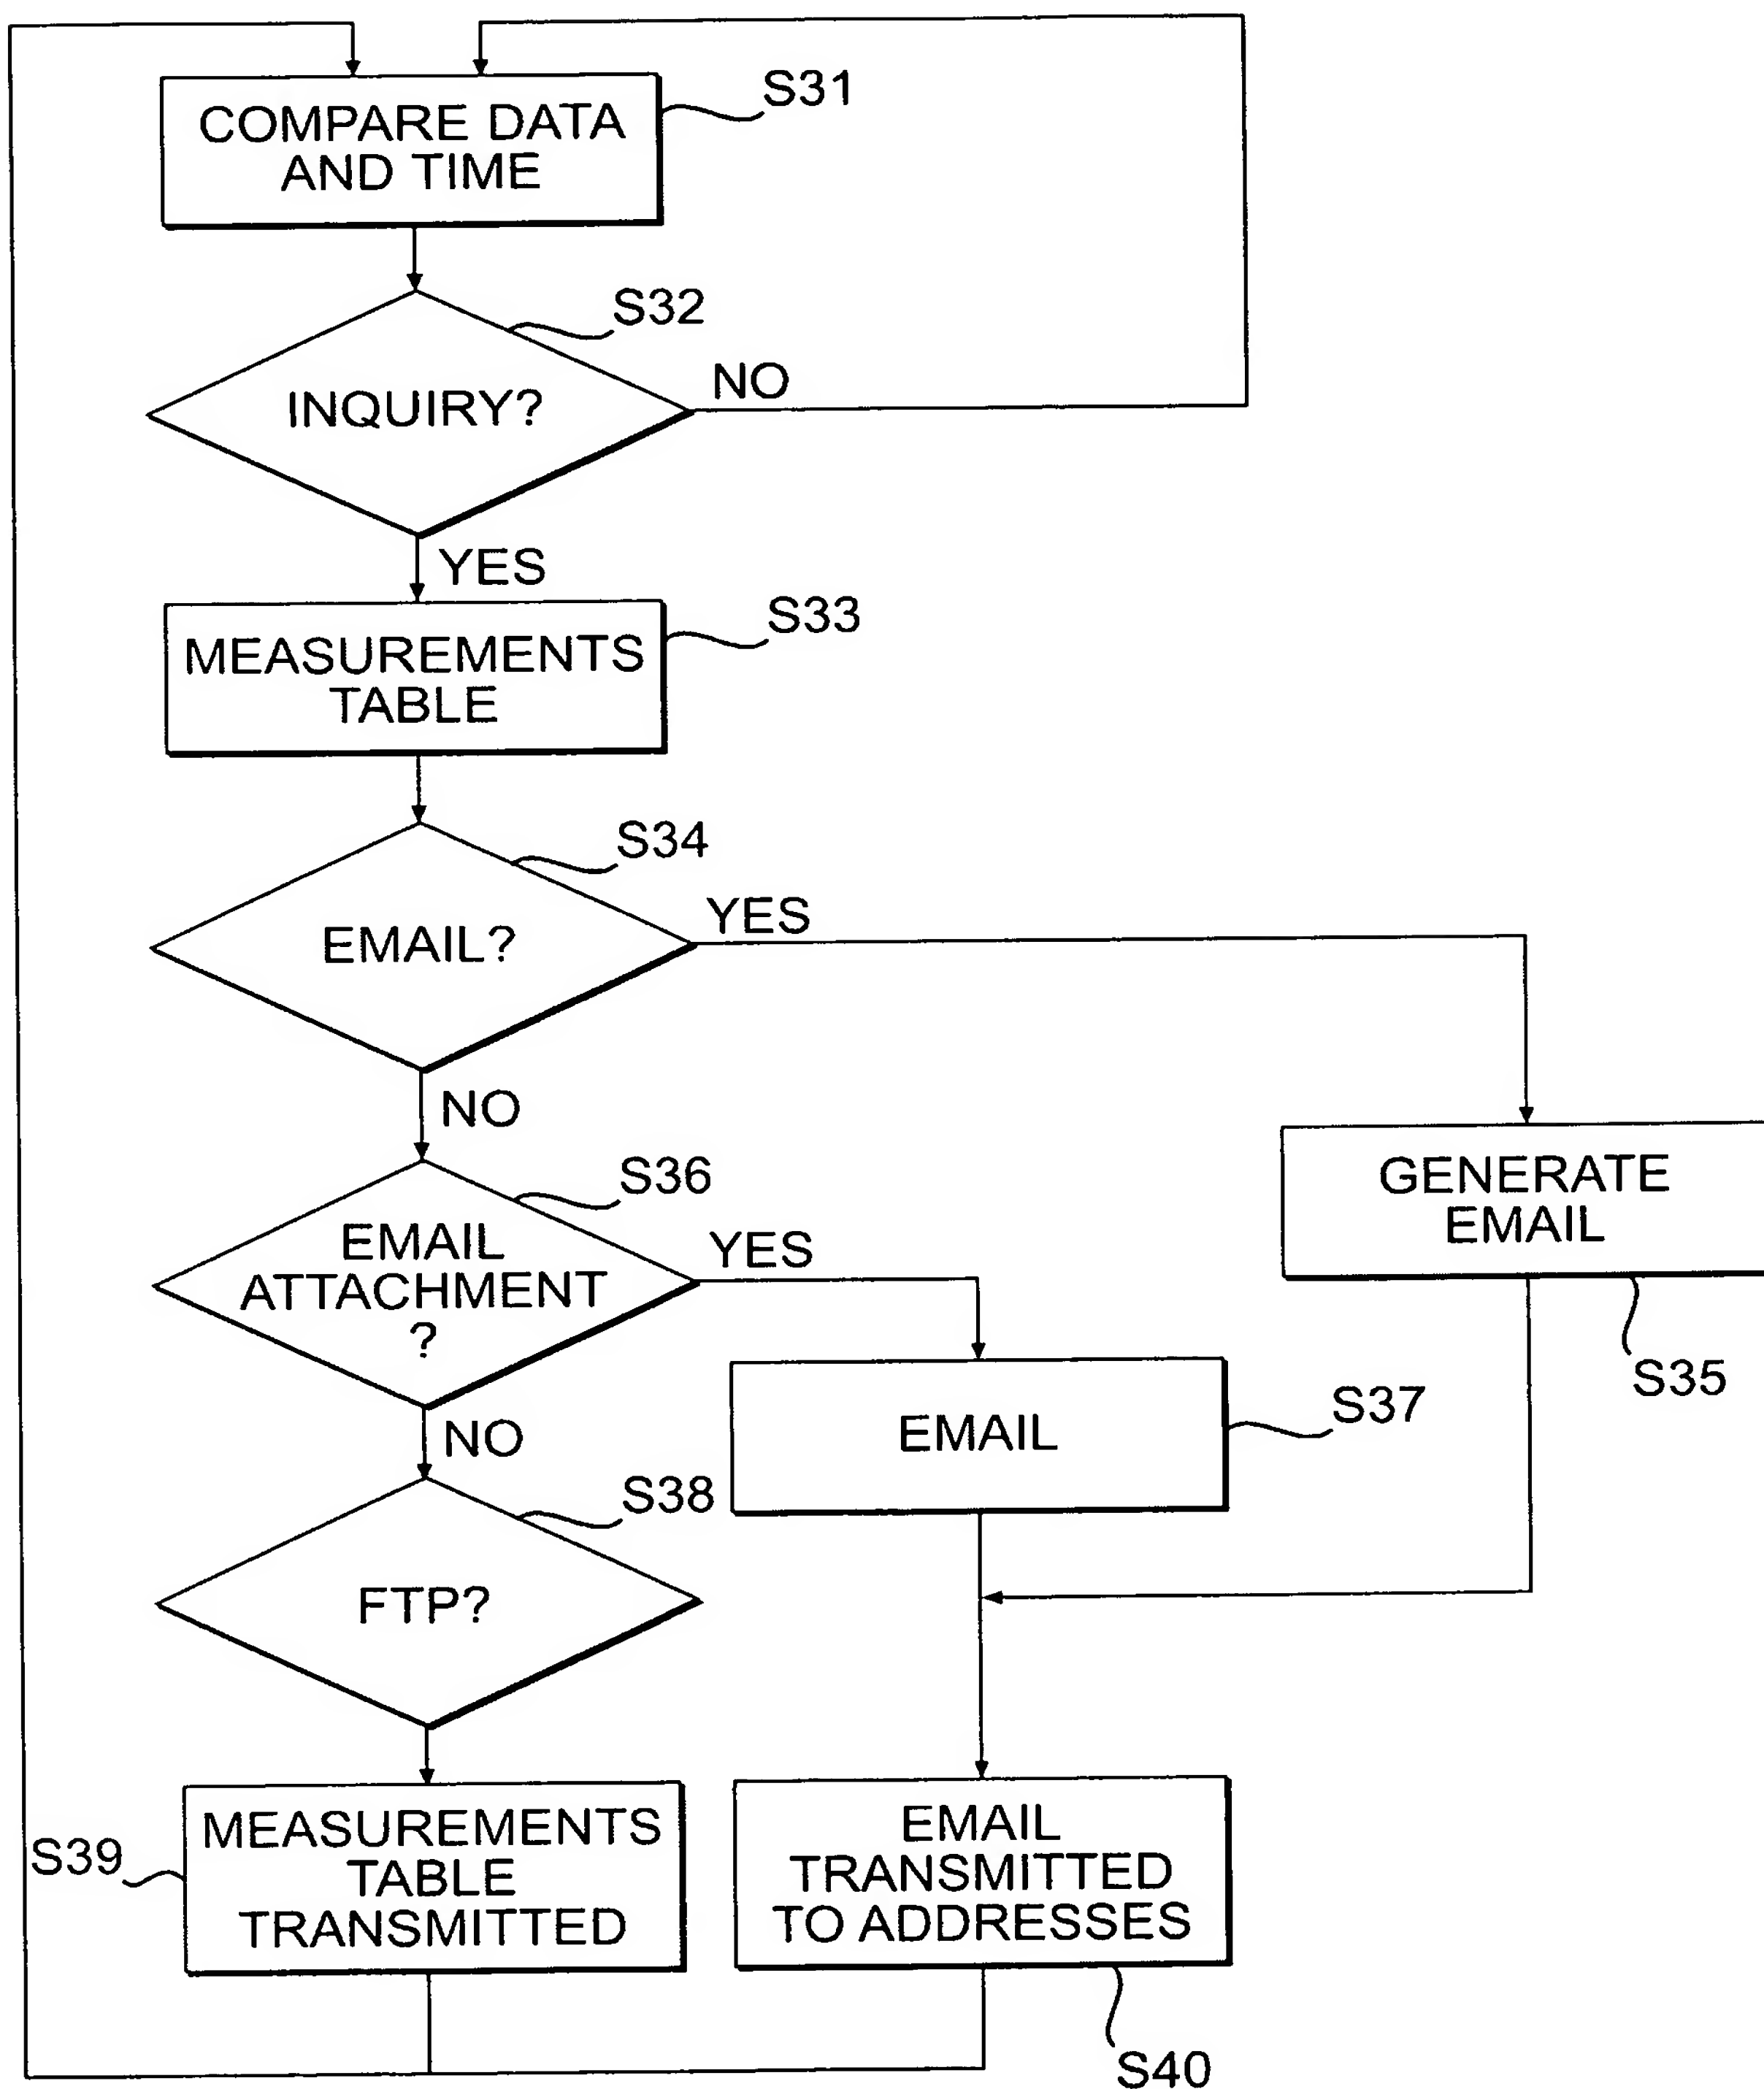 S31
COMPARE DATA
AND TIME
S32
INQUIRY?
NO
YES
S33
MEASUREMENTS
TABLE
S34
EMAIL?
YES
NO
S36
EMAIL
ATTACHMENT
?
YES
GENERATE
EMAIL
S35
NO
EMAIL
S37
S38
FTP?
S39
MEASUREMENTS
TABLE
TRANSMITTED
EMAIL
TRANSMITTED
TO ADDRESSES
S40